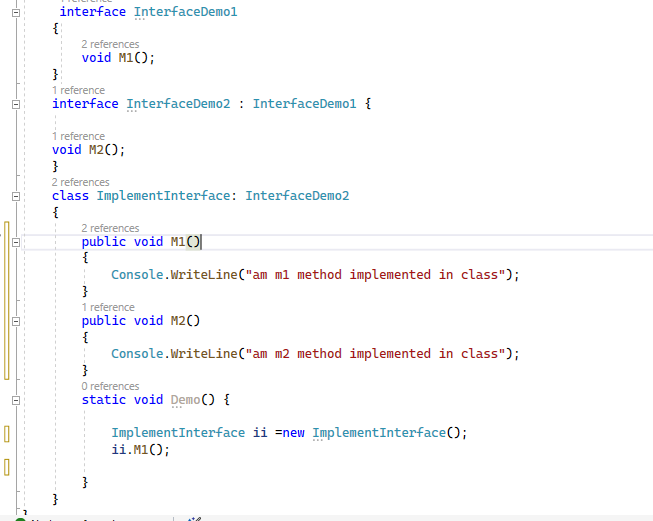 interface InterfaceDemo1
{
2 references
void M1();
}
1 reference
interface InterfaceDemo2 : InterfaceDemo1 {
1 reference
void M2();
}
2 references
class ImplementInterface: InterfaceDemo2
{
2 references
public void M1()
{
Console.WriteLine("am m1 method implemented in class");
}
1 reference
public void M2()
{
Console.WriteLine("am m2 method implemented in class");
}
0 references
static void Demo() {
ImplementInterface ii =new ImplementInterface();
ii.M1();
}
}